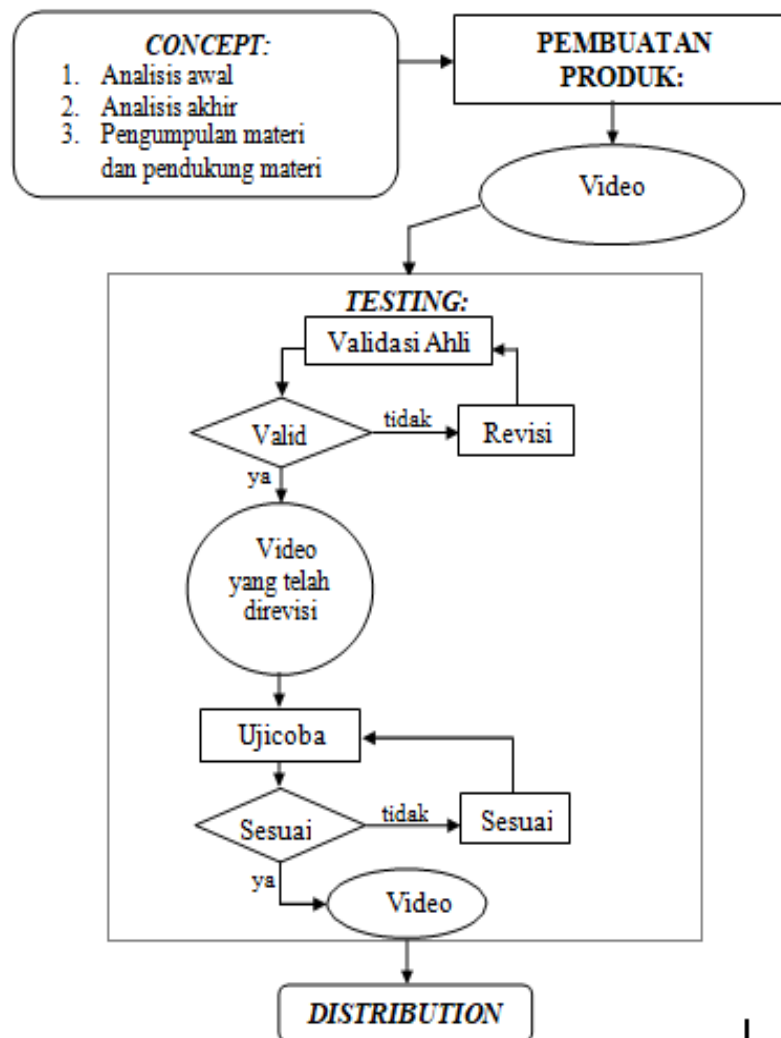 CONCEPT:
1. Analisis awal
2. Analisis akhir
3. Pengumpulan materi
dan pendukung materi
PEMBUATAN
PRODUK:
Video
TESTING:
Validasi Ahli
Valid
tidak
Revisi
ya
Video
yang telah
direvisi
Ujicoba
Sesuai
tidak
Sesuai
ya
Video
DISTRIBUTION